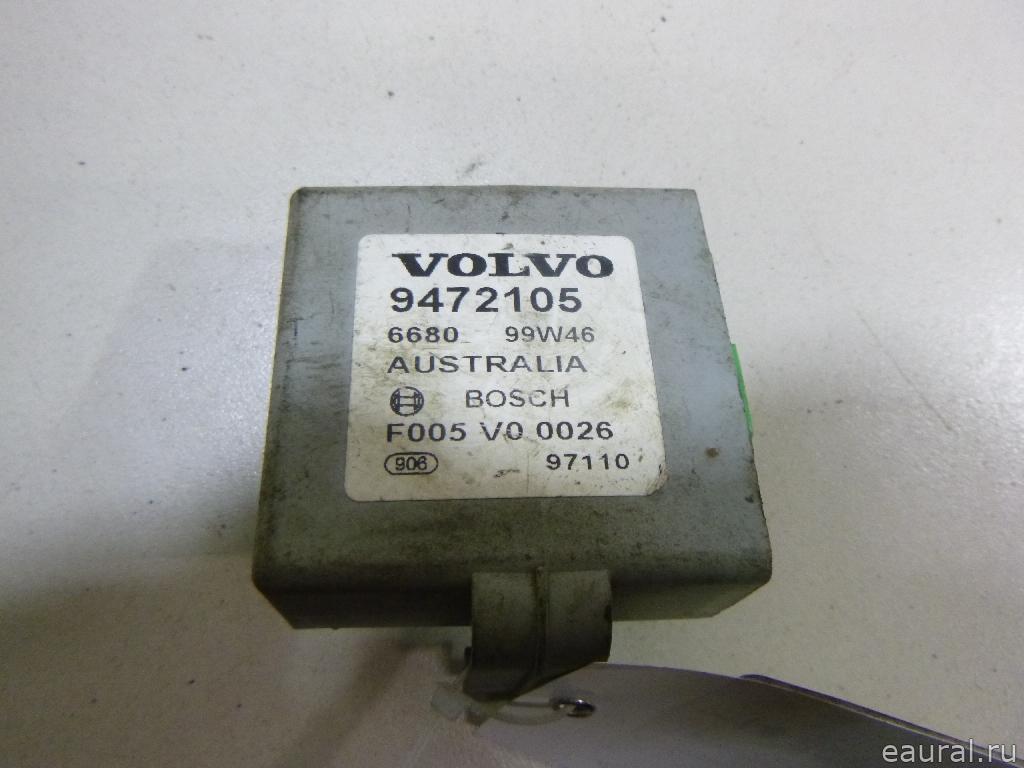 VOLVO
9472105
6680 99W46
AUSTRALIA
BOSCH
F005 V0 0026
906 97110
eaural.ru